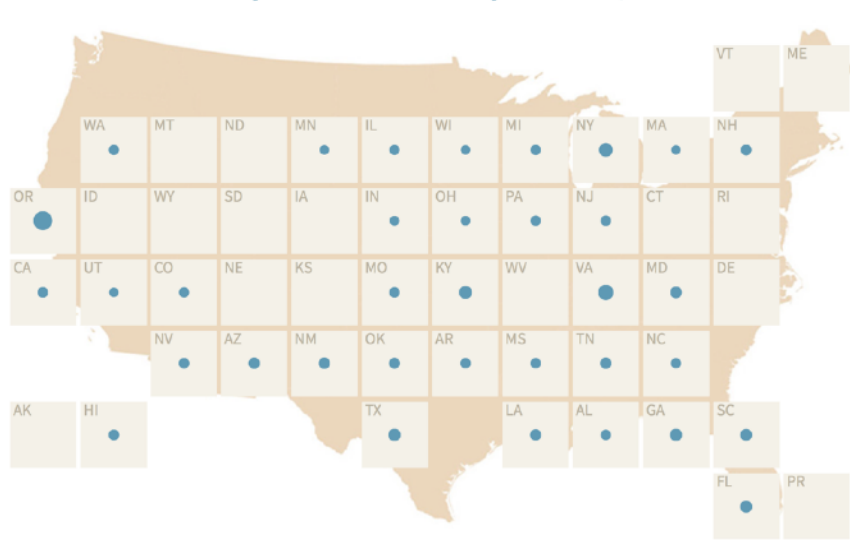 VT ME
WA MT ND MN IL WI MI NY MA NH
OR ID WY SD IA IN OH PA NJ CT RI
CA UT CO NE KS MO KY WV VA MD DE
NV AZ NM OK AR MS TN NC
AK HI TX LA AL GA SC
FL PR